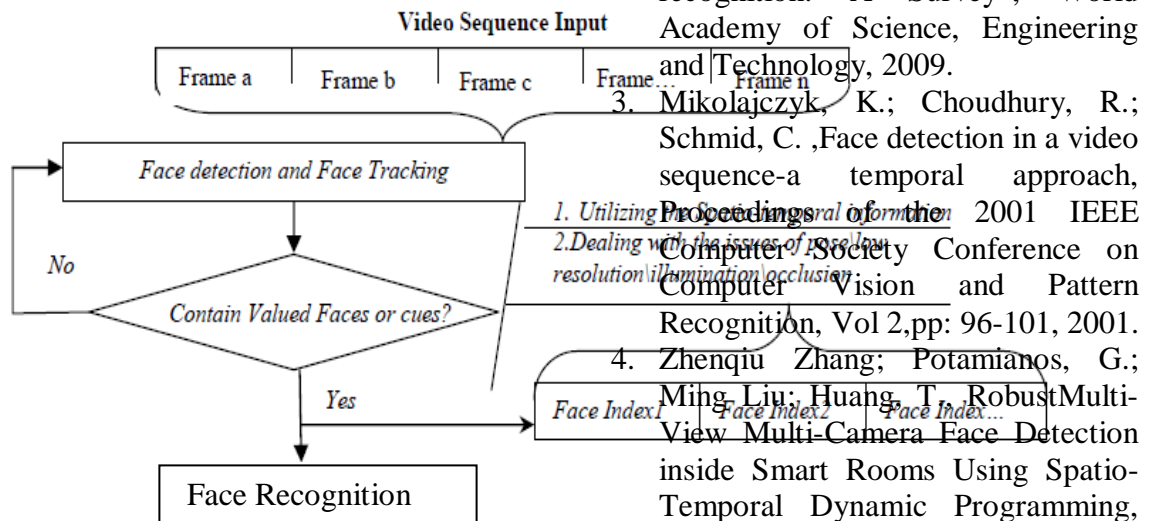 Video Sequence Input
Frame a Frame b Frame c Frame... Frame n
Face detection and Face Tracking
1. Utilizing the Spatio-temporal information
2.Dealing with the issues of pose\low
resolution\illumination\occlusion
No
Contain Valued Faces or cues?
Yes
Face Index1 Face Index2 Face Index...
Face Recognition
recognition: A Survey", World
Academy of Science, Engineering
and Technology, 2009.
3. Mikolajczyk, K.; Choudhury, R.;
Schmid, C. ,Face detection in a video
sequence-a temporal approach,
Proceedings of the 2001 IEEE
Computer Society Conference on
Computer Vision and Pattern
Recognition, Vol 2,pp: 96-101, 2001.
4. Zhenqiu Zhang; Potamianos, G.;
Ming Liu; Huang, T., RobustMulti-
View Multi-Camera Face Detection
inside Smart Rooms Using Spatio-
Temporal Dynamic Programming,